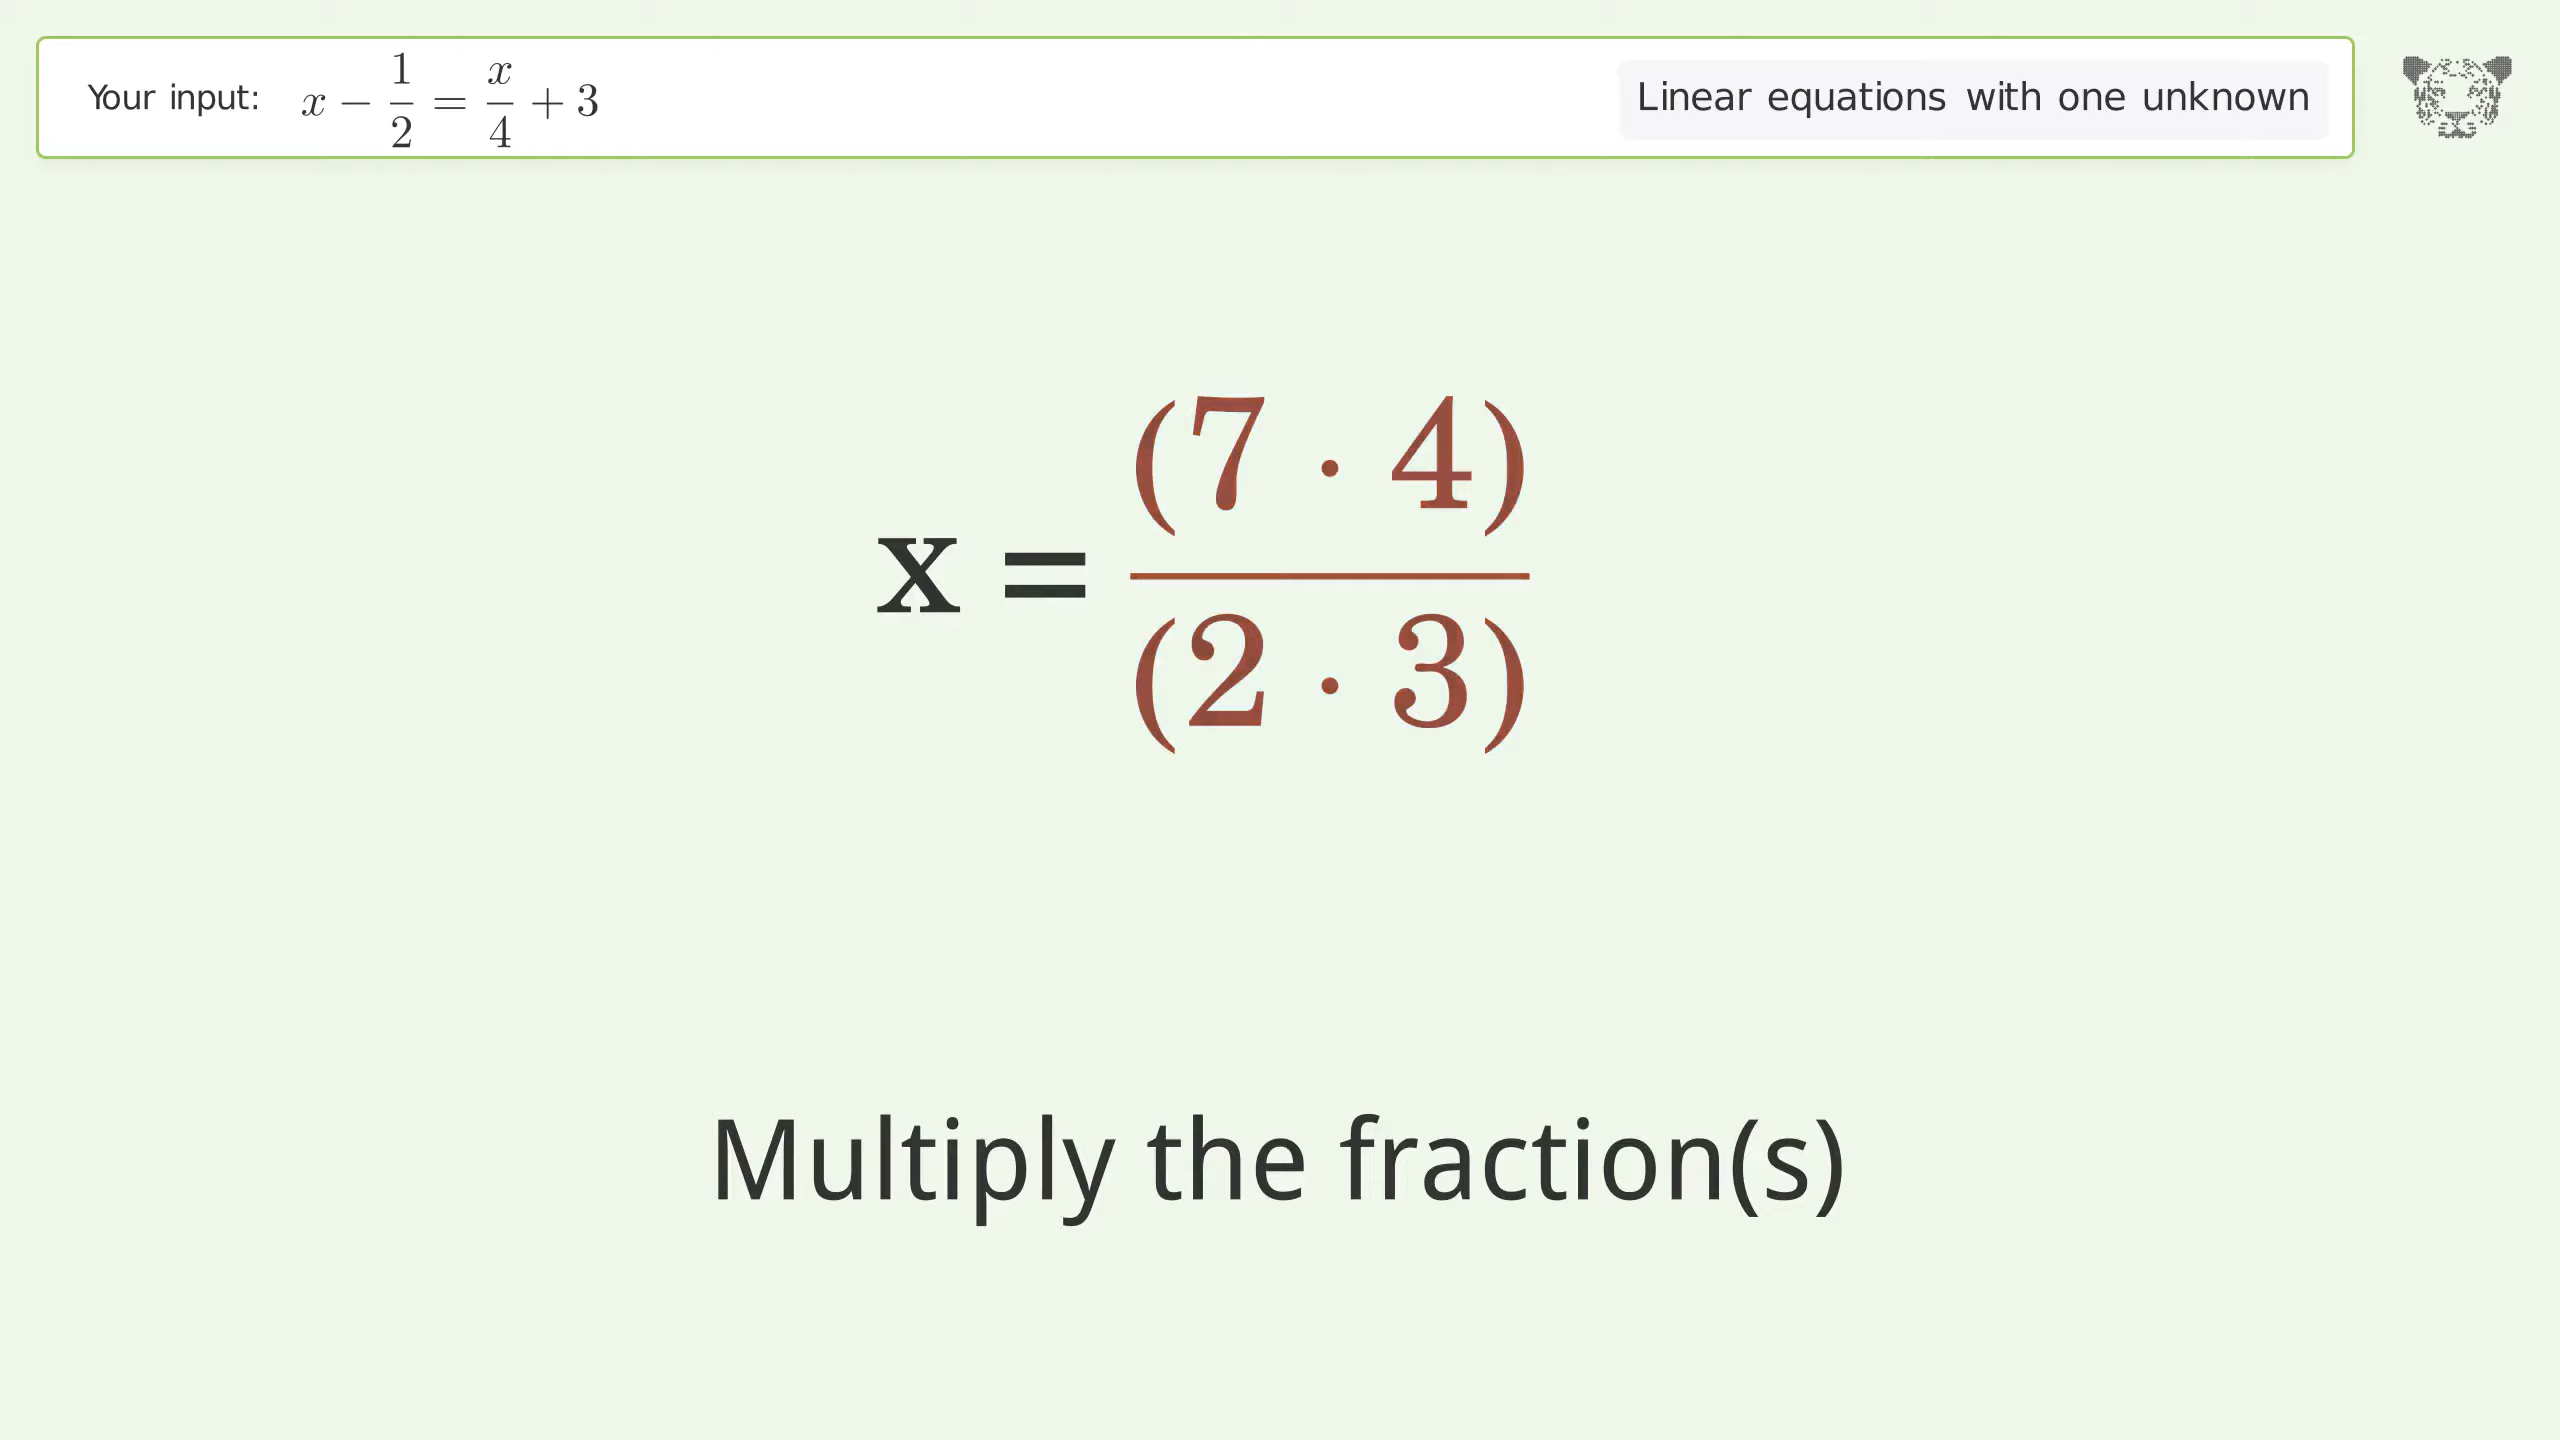 Your input: x − 1/2 = x/4 + 3
Linear equations with one unknown
x = (7 · 4)/(2 · 3)
Multiply the fraction(s)